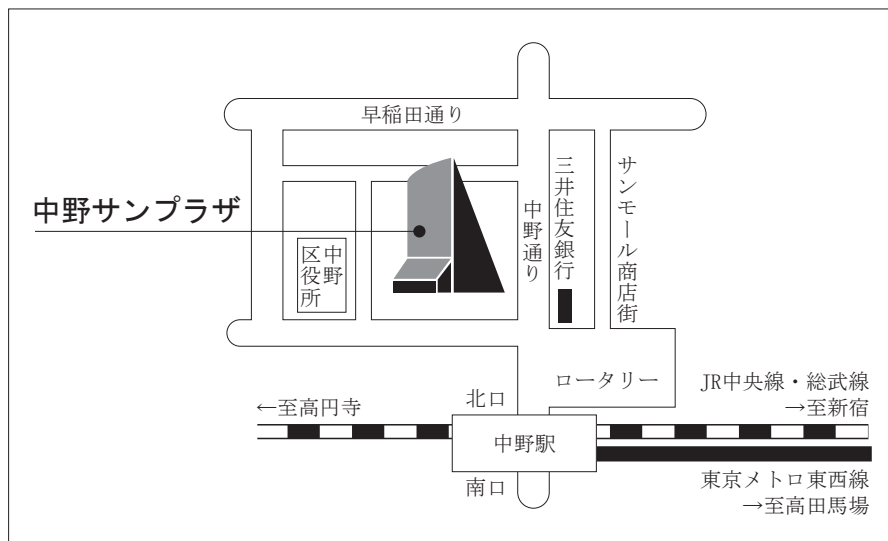 早稲田通り
中野サンプラザ
中野
区役所
中野通り
三井住友銀行
サンモール商店街
ロータリー
北口
←至高円寺
JR中央線・総武線
→至新宿
中野駅
南口
東京メトロ東西線
→至高田馬場